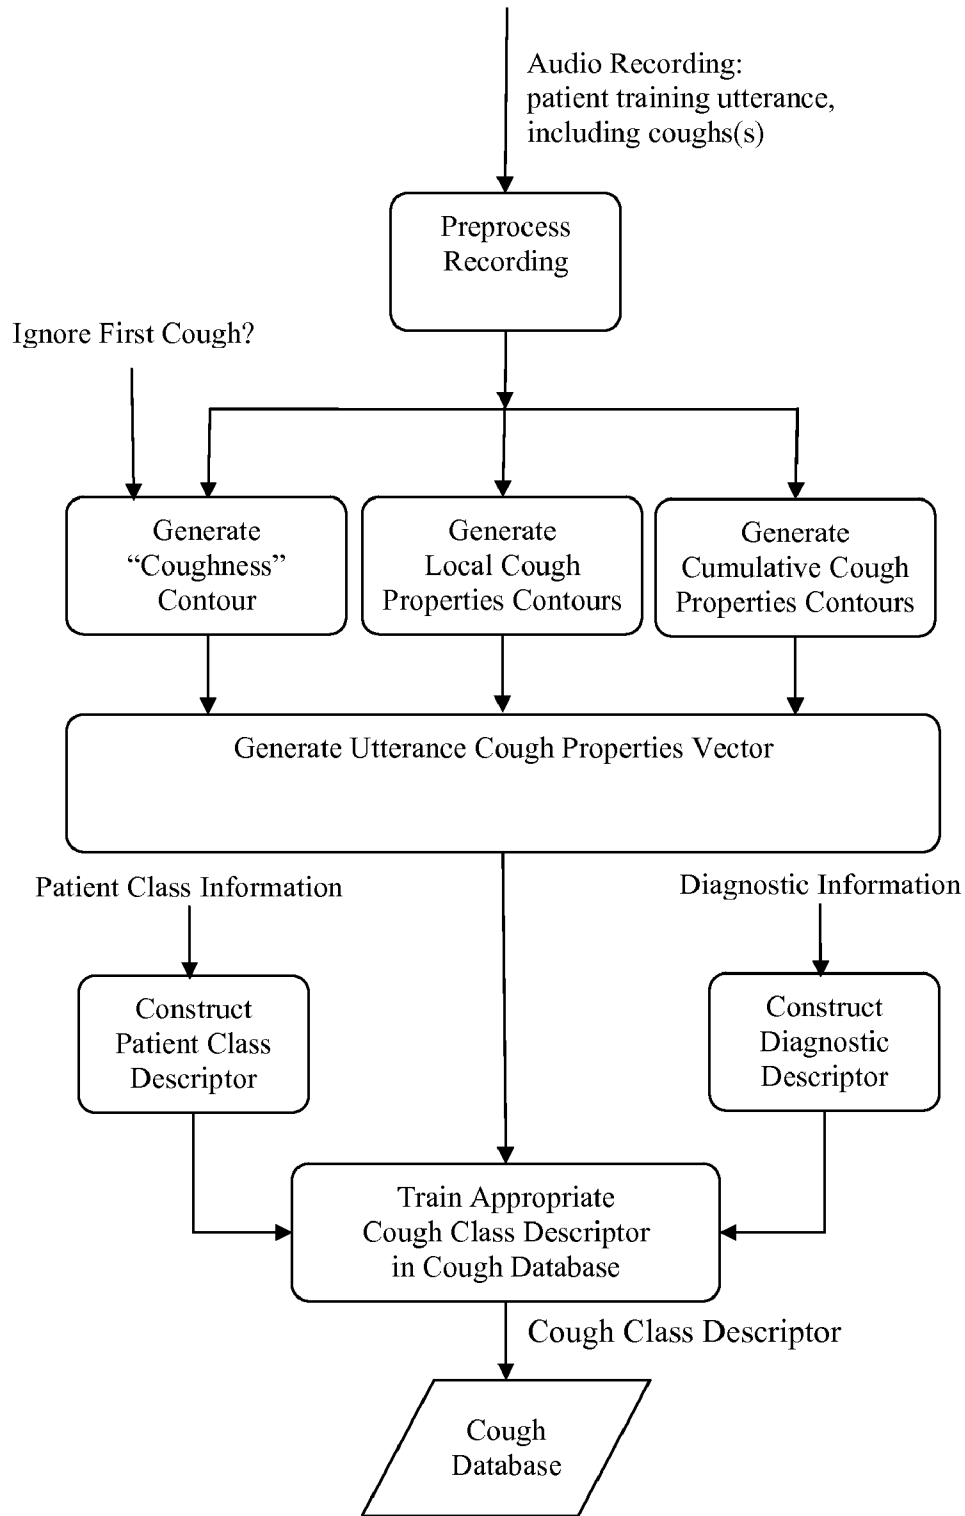 Audio Recording:
patient training utterance,
including coughs(s)
Preprocess
Recording
Ignore First Cough?
Generate
“Coughness”
Contour
Generate
Local Cough
Properties Contours
Generate
Cumulative Cough
Properties Contours
Generate Utterance Cough Properties Vector
Patient Class Information
Diagnostic Information
Construct
Patient Class
Descriptor
Construct
Diagnostic
Descriptor
Train Appropriate
Cough Class Descriptor
in Cough Database
Cough Class Descriptor
Cough
Database